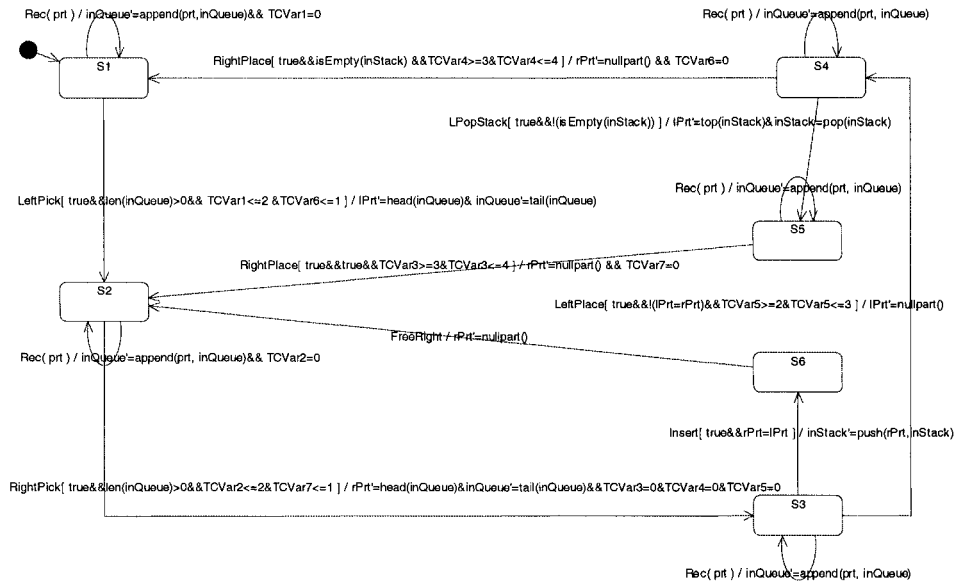 Rec( prt ) / inQueue'=append(prt,inQueue)&& TCVar1=0
Rec( prt ) / inQueue'=append(prt, inQueue)
S1
S4
RightPlace[ true&&isEmpty(inStack) &&TCVar4>=3&TCVar4<=4 ] / rPrt'=nullpart() && TCVar6=0
LPopStack[ true&&!(isEmpty(inStack)) ] / lPrt'=top(inStack)&inStack'=pop(inStack)
Rec( prt ) / inQueue'=append(prt, inQueue)
LeftPick[ true&&len(inQueue)>0&& TCVar1<=2 &TCVar6<=1 ] / lPrt'=head(inQueue)& inQueue'=tail(inQueue)
S5
RightPlace[ true&&true&&TCVar3>=3&TCVar3<=4 ] / rPrt'=nullpart() && TCVar7=0
S2
LeftPlace[ true&&!(lPrt=rPrt)&&TCVar5>=2&TCVar5<=3 ] / lPrt'=nullpart()
FreeRight / rPrt'=nullpart()
Rec( prt ) / inQueue'=append(prt, inQueue)&& TCVar2=0
S6
Insert[ true&&rPrt=lPrt ] / inStack'=push(rPrt,inStack)
RightPick[ true&&len(inQueue)>0&&TCVar2<=2&TCVar7<=1 ] / rPrt'=head(inQueue)&inQueue'=tail(inQueue)&&TCVar3=0&TCVar4=0&TCVar5=0
S3
Rec( prt ) / inQueue'=append(prt, inQueue)